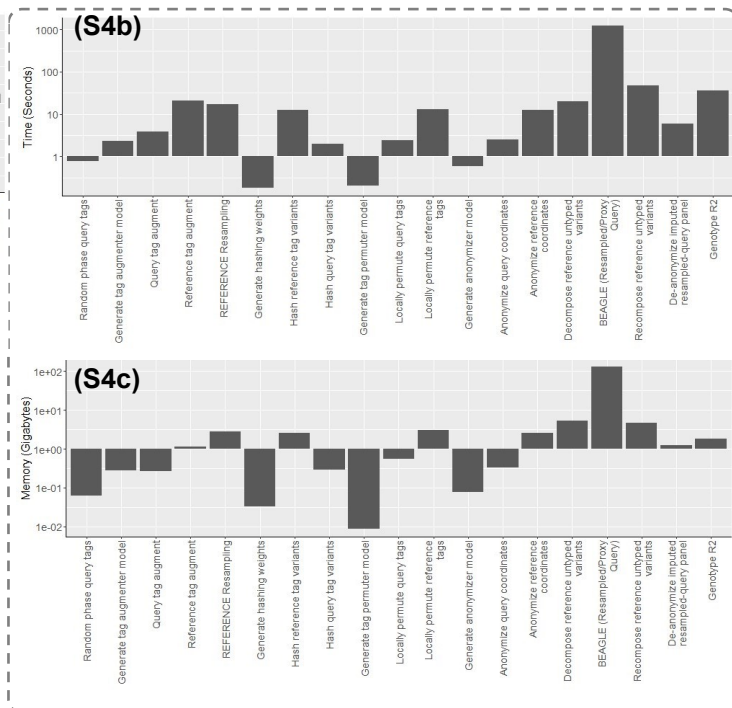 (S4b)
Time (Seconds)
1000
100
10
1
Random phase query tags
Generate tag augmenter model
Query tag augment
Reference tag augment
REFERENCE Resampling
Generate hashing weights
Hash reference tag variants
Hash query tag variants
Generate tag permuter model
Locally permute query tags
Locally permute reference
tags
Generate anonymizer model
Anonymize query coordinates
Anonymize reference
coordinates
Decompose reference untyped
variants
BEAGLE (Resampled/Proxy
Query)
Recompose reference untyped
variants
De-anonymize imputed
resampled-query panel
Genotype R2
(S4c)
Memory (Gigabytes)
1e+02
1e+01
1e+00
1e-01
1e-02
Random phase query tags
Generate tag augmenter model
Query tag augment
Reference tag augment
REFERENCE Resampling
Generate hashing weights
Hash reference tag variants
Hash query tag variants
Generate tag permuter model
Locally permute query tags
Locally permute reference
tags
Generate anonymizer model
Anonymize query coordinates
Anonymize reference
coordinates
Decompose reference untyped
variants
BEAGLE (Resampled/Proxy
Query)
Recompose reference untyped
variants
De-anonymize imputed
resampled-query panel
Genotype R2